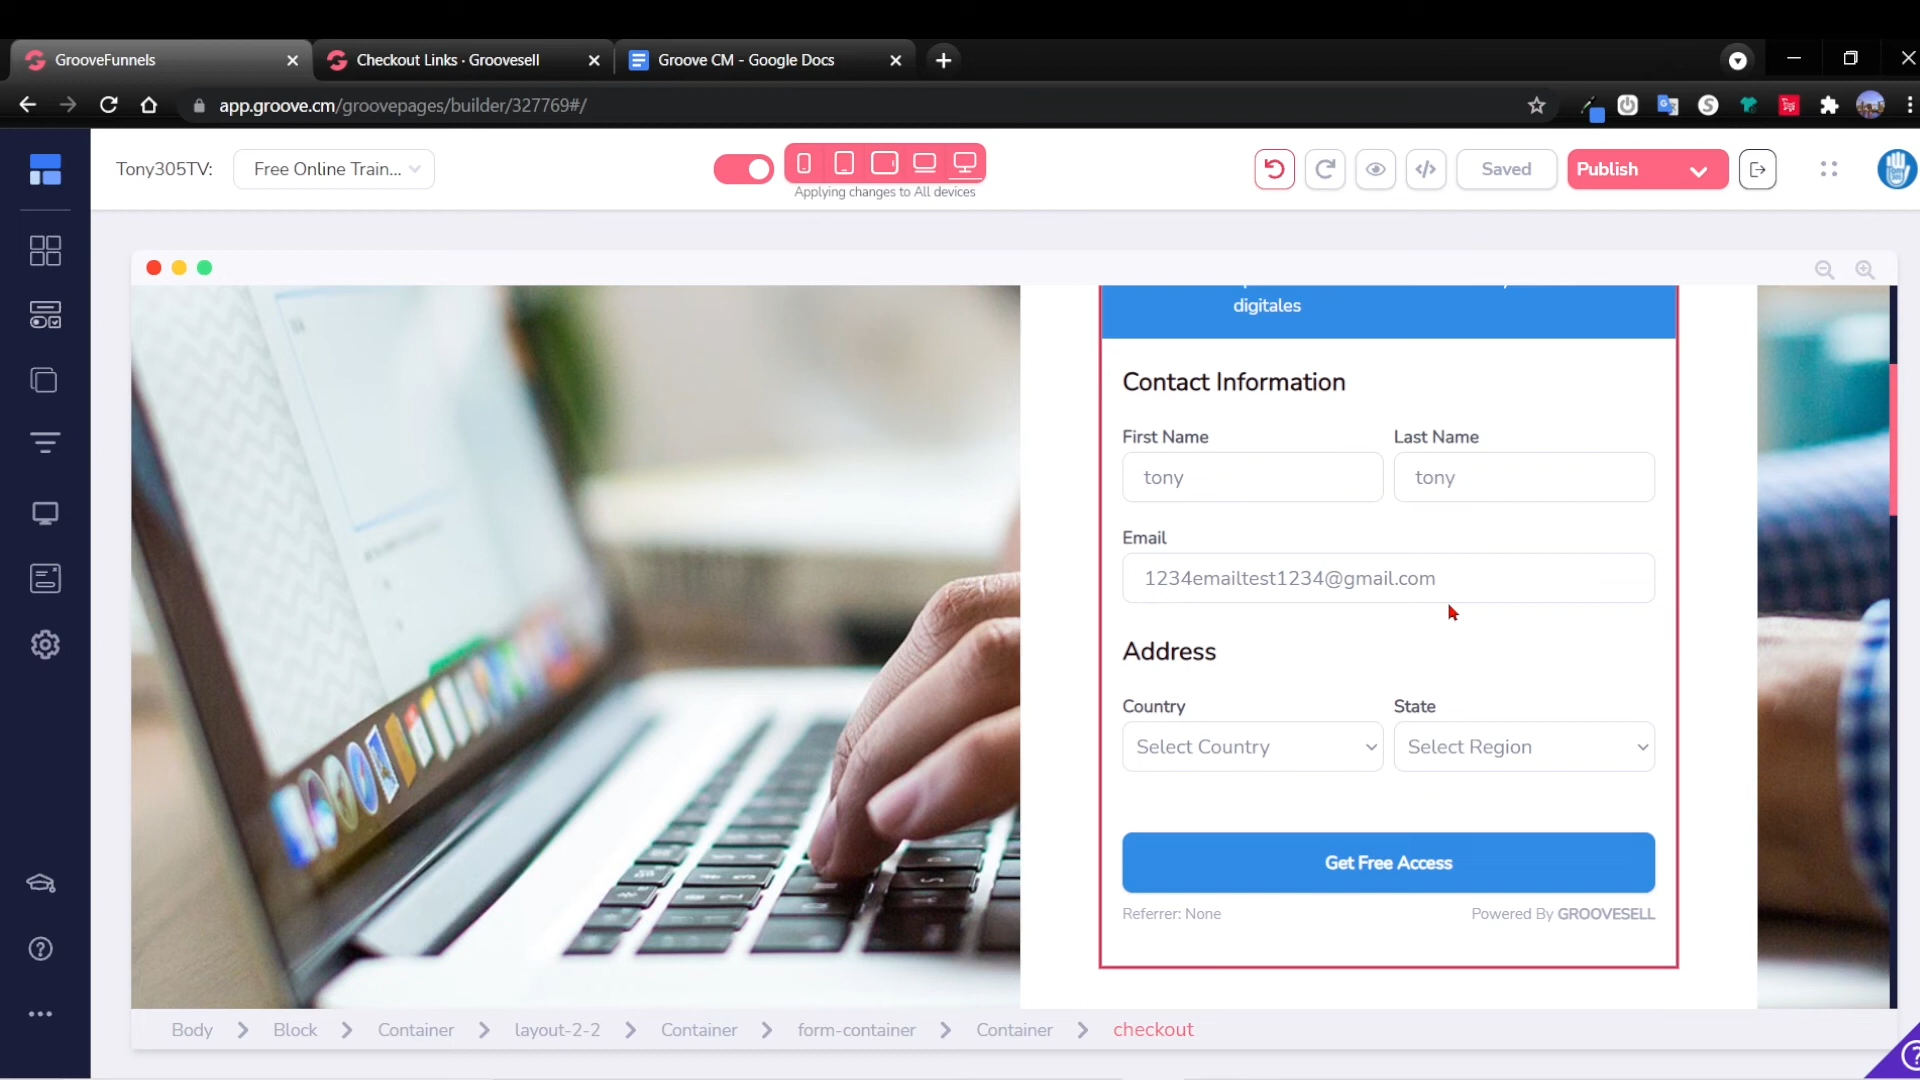 GrooveFunnels
Checkout Links · Groovesell
Groove CM - Google Docs
app.groove.cm/groovepages/builder/327769#/
Tony305TV:
Free Online Train...
Applying changes to All devices
Saved
Publish
digitales
Contact Information
First Name
Last Name
tony
tony
Email
1234emailtest1234@gmail.com
Address
Country
State
Select Country
Select Region
Get Free Access
Referrer: None
Powered By GROOVESELL
Body
Block
Container
layout-2-2
Container
form-container
Container
checkout